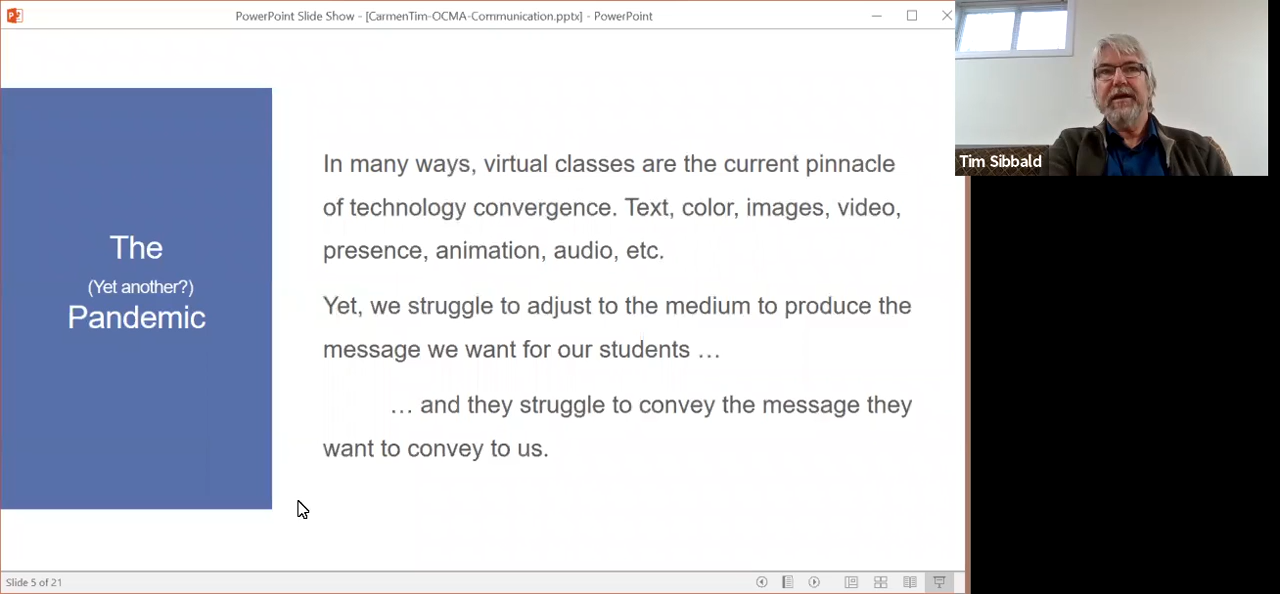 PowerPoint Slide Show - [CarmenTim-OCMA-Communication.pptx] - PowerPoint
Tim Sibbald
The
(Yet another?)
Pandemic
In many ways, virtual classes are the current pinnacle
of technology convergence. Text, color, images, video,
presence, animation, audio, etc.
Yet, we struggle to adjust to the medium to produce the
message we want for our students …
… and they struggle to convey the message they
want to convey to us.
Slide 5 of 21